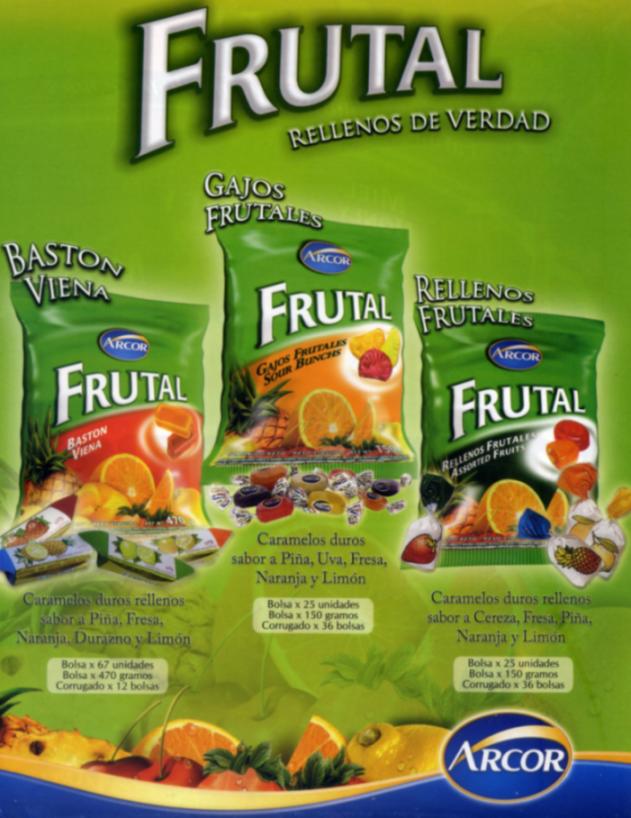 FRUTAL
RELLENOS DE VERDAD
GAJOS
FRUTALES
BASTON
VIENA
RELLENOS
FRUTALES
ARCOR
FRUTAL
BASTON
VIENA
470
ARCOR
FRUTAL
GAJOS FRUTALES
SOUR BUNCHS
ARCOR
FRUTAL
RELLENOS FRUTALES
ASSORTED FRUITS
Caramelos duros rellenos
sabor a Piña, Fresa,
Naranja, Durazno y Limón
Bolsa x 67 unidades
Bolsa x 470 gramos
Corrugado x 12 bolsas
Caramelos duros
sabor a Piña, Uva, Fresa,
Naranja y Limón
Bolsa x 25 unidades
Bolsa x 150 gramos
Corrugado x 36 bolsas
Caramelos duros rellenos
sabor a Cereza, Fresa, Piña,
Naranja y Limón
Bolsa x 25 unidades
Bolsa x 150 gramos
Corrugado x 36 bolsas
ARCOR